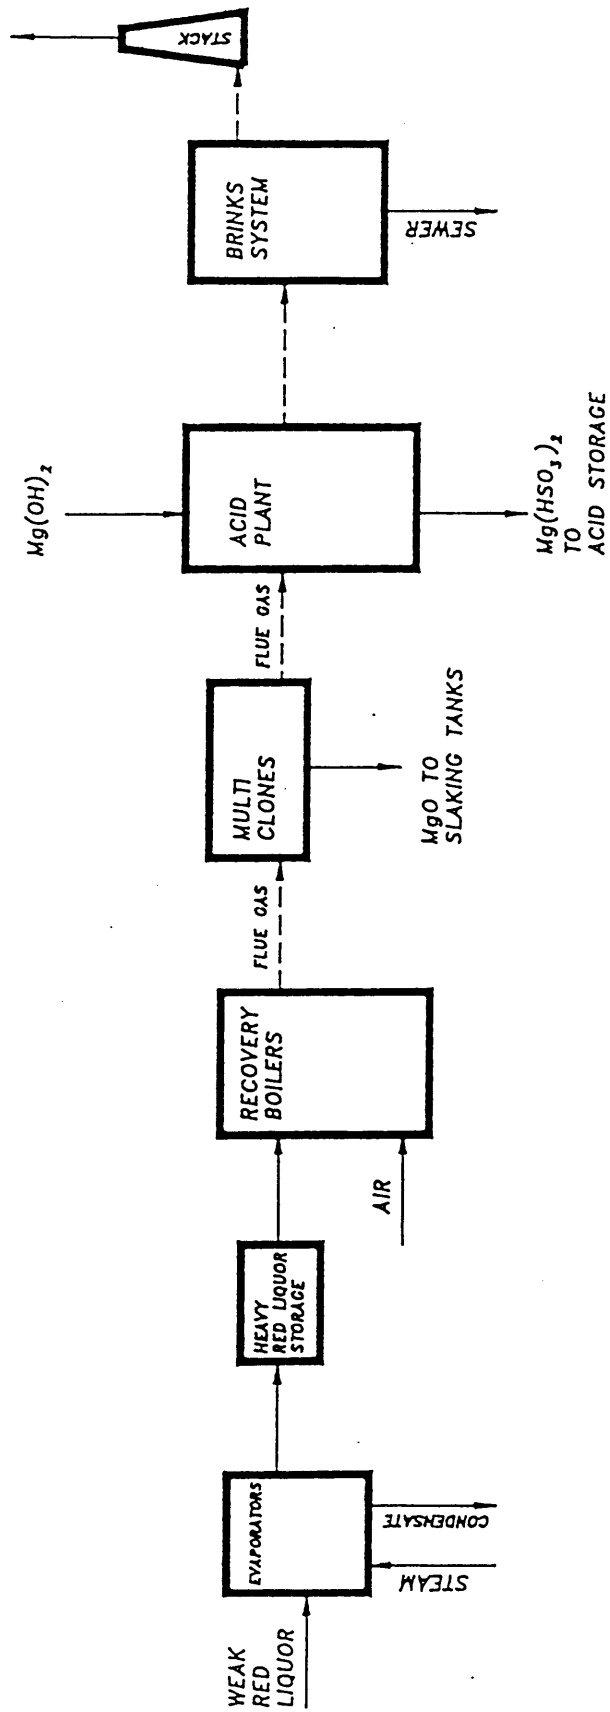 WEAK
RED
LIQUOR
EVAPORATORS
STEAM
CONDENSATE
HEAVY
RED LIQUOR
STORAGE
AIR
RECOVERY
BOILERS
FLUE GAS
MULTI
CLONES
MgO TO
SLAKING TANKS
FLUE GAS
Mg(OH)₂
ACID
PLANT
Mg(HSO₃)₂
TO
ACID STORAGE
BRINKS
SYSTEM
SEWER
STACK